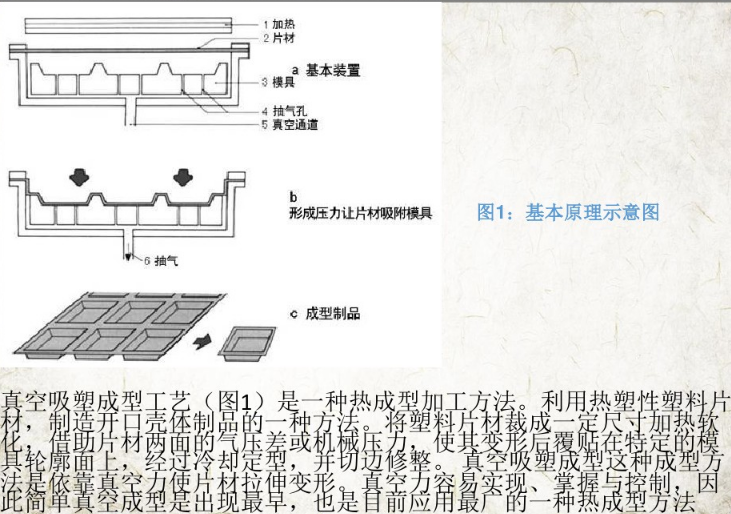 1 加热
2 片材
a 基本装置
3 模具
4 抽气孔
5 真空通道
b
形成压力让片材吸附模具
图1：基本原理示意图
6 抽气
c 成型制品
真空吸塑成型工艺（图1）是一种热成型加工方法。利用热塑性塑料片
材，制造开口壳体制品的一种方法。将塑料片材裁成一定尺寸加热软
化，借助片材两面的气压差或机械压力，使其变形后覆贴在特定的模
具轮廓面上，经过冷却定型，并切边修整。 真空吸塑成型这种成型方
法是依靠真空力使片材拉伸变形。真空力容易实现、掌握与控制，因
此简单真空成型是出现最早，也是目前应用最广的一种热成型方法